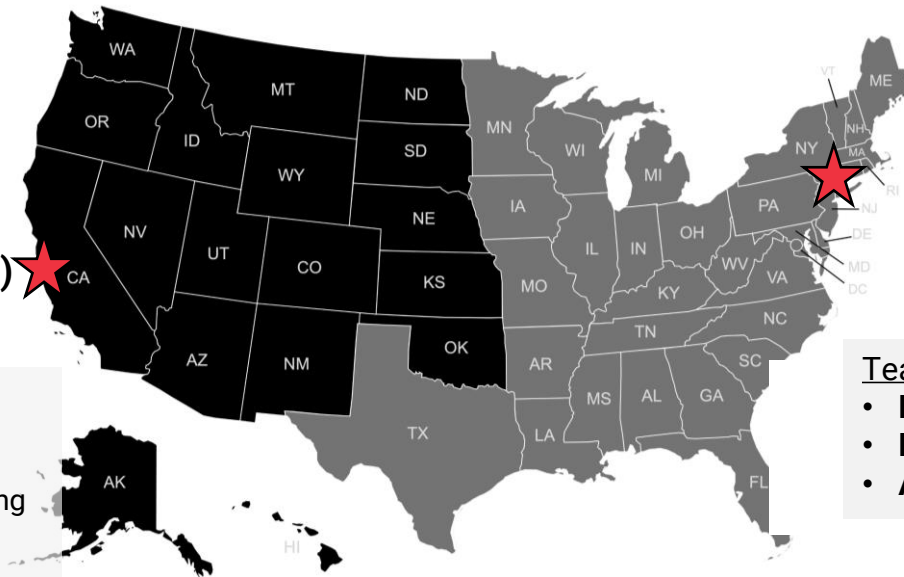 WA
MT
ND
MN
VT
ME
OR
ID
SD
WI
NY
NH
MA
WY
MI
RI
NE
IA
PA
NJ
NV
UT
CO
IL
IN
OH
DE
)
CA
KS
MO
WV
VA
MD
DC
KY
AZ
NM
OK
AR
TN
NC
SC
MS
AL
GA
TX
LA
FL
AK
HI
ng
Tea
•
•
• A